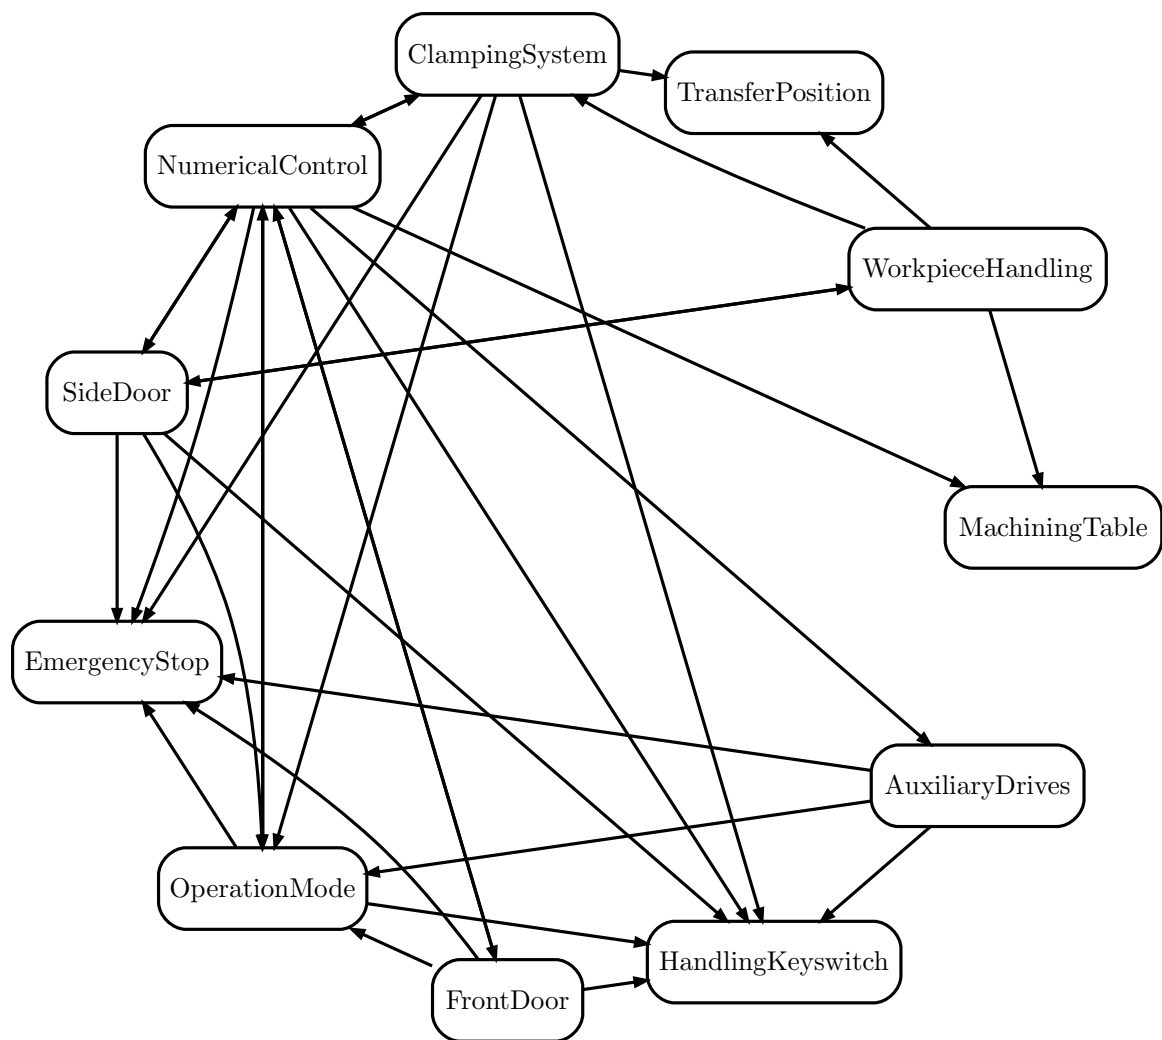 ClampingSystem
TransferPosition
NumericalControl
WorkpieceHandling
SideDoor
MachiningTable
EmergencyStop
AuxiliaryDrives
OperationMode
HandlingKeyswitch
FrontDoor